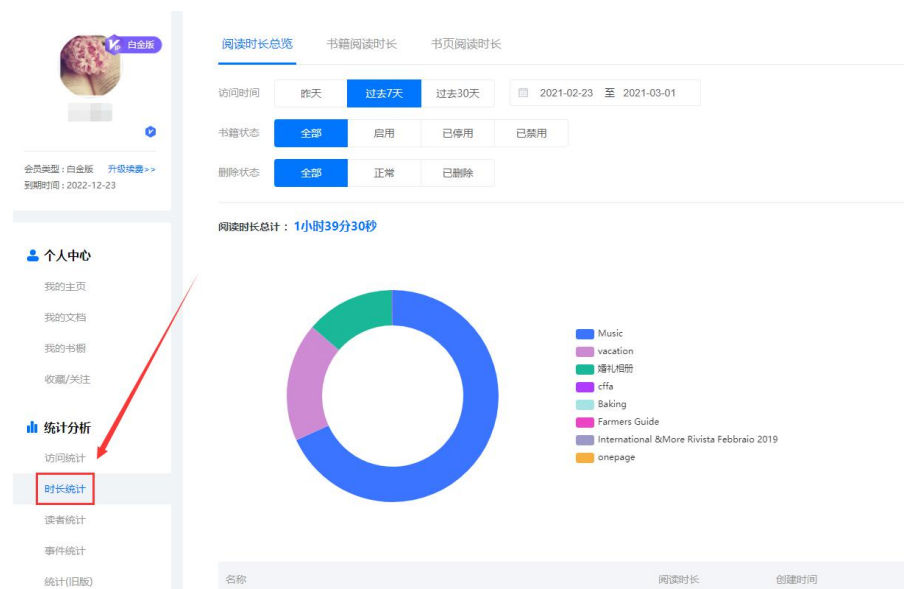 白金版
会员类型：白金版 升级续费>>
到期时间：2022-12-23
个人中心
我的主页
我的文档
我的书橱
收藏/关注
统计分析
访问统计
时长统计
读者统计
事件统计
统计(旧版)
阅读时长总览 书籍阅读时长 书页阅读时长
访问时间 昨天 过去7天 过去30天 2021-02-23 至 2021-03-01
书籍状态 全部 启用 已停用 已禁用
删除状态 全部 正常 已删除
阅读时长总计：1小时39分30秒
Music
vacation
婚礼相册
cffa
Baking
Farmers Guide
International &More Rivista Febbraio 2019
onepage
名称 阅读时长 创建时间